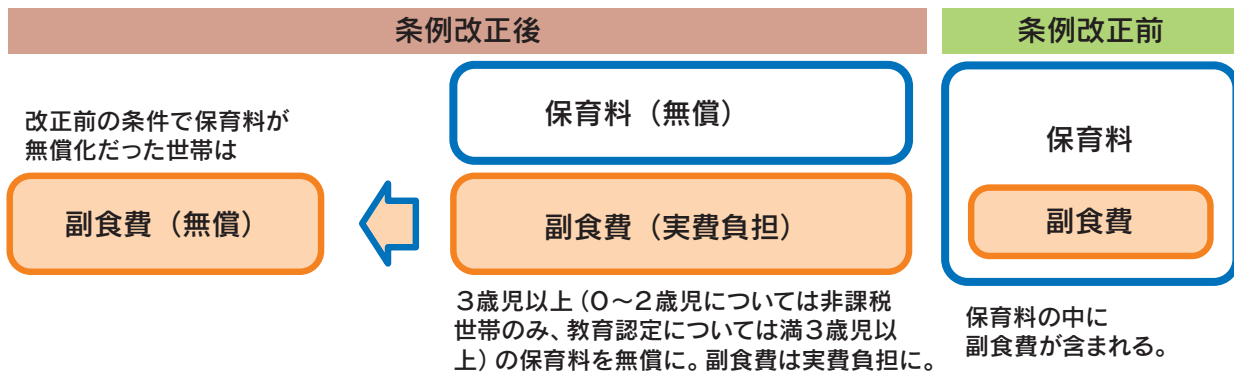 条例改正後
条例改正前
改正前の条件で保育料が
無償化だった世帯は
副食費（無償）
保育料（無償）
副食費（実費負担）
３歳児以上（０～２歳児については非課税
世帯のみ、教育認定については満３歳児以
上）の保育料を無償に。副食費は実費負担に。
保育料
副食費
保育料の中に
副食費が含まれる。